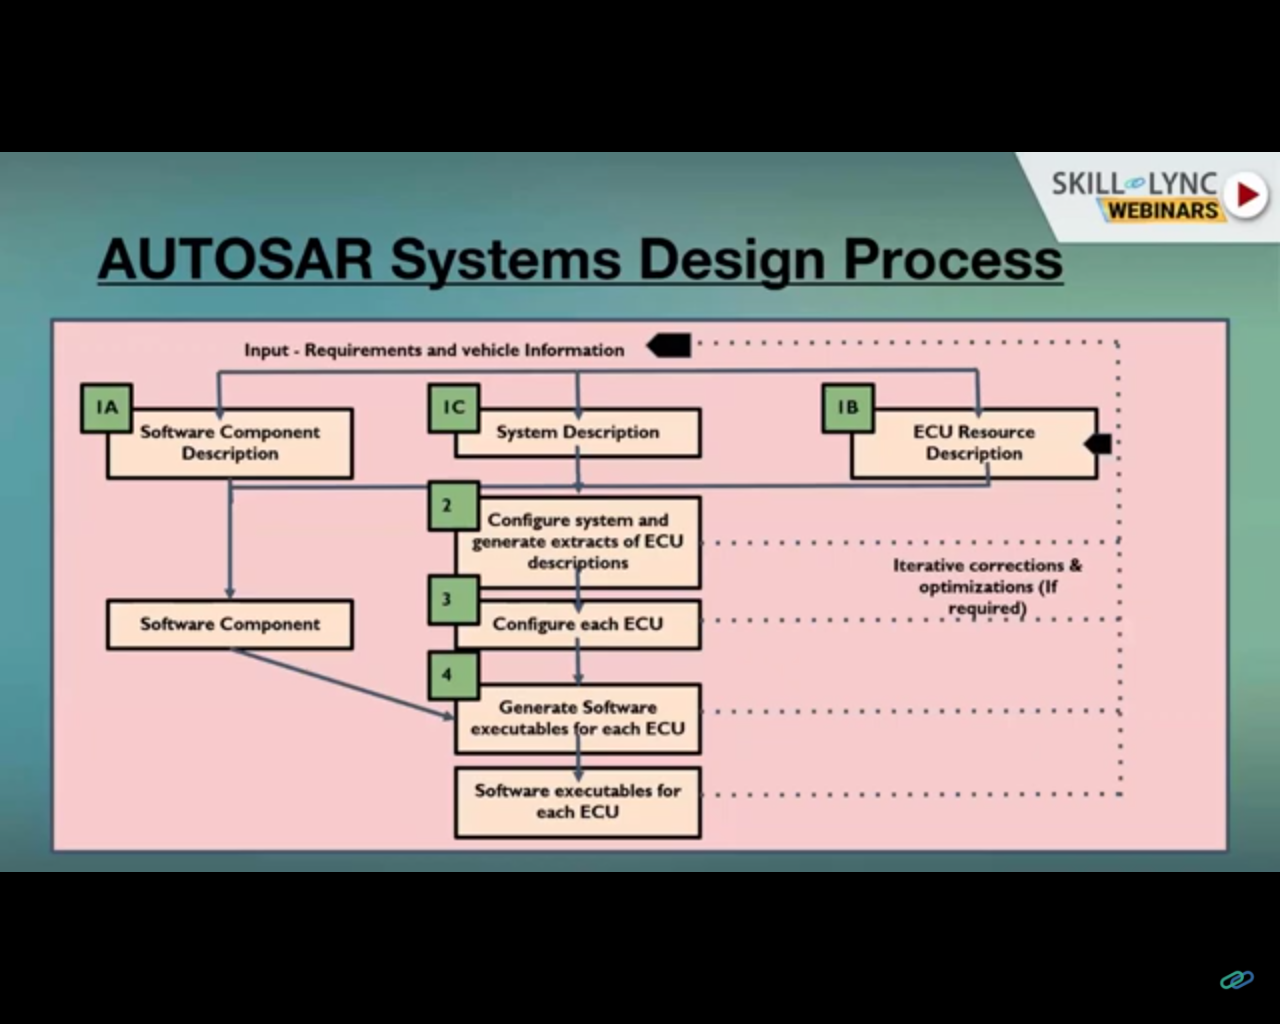 SKILL LYNC
WEBINARS
AUTOSAR Systems Design Process
Input - Requirements and vehicle Information
1A
Software Component
Description
1C
System Description
1B
ECU Resource
Description
2
Configure system and
generate extracts of ECU
descriptions
Iterative corrections &
optimizations (If
required)
Software Component
3
Configure each ECU
4
Generate Software
executables for each ECU
Software executables for
each ECU